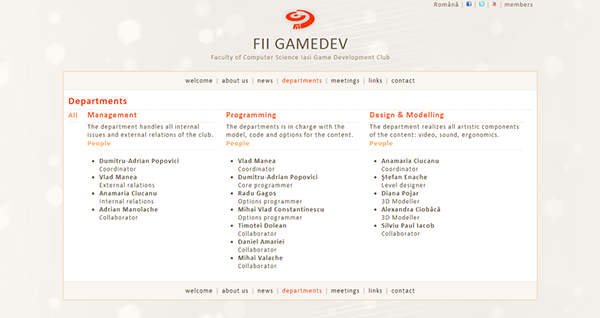 Română | | | | members
FII GAMEDEV
Faculty of Computer Science Iasi Game Development Club
welcome | about us | news | departments | meetings | links | contact
Departments
All
Management
The department handles all internal
issues and external relations of the club.
People
Dumitru-Adrian Popovici
Coordinator
Vlad Manea
External relations
Anamaria Ciucanu
Internal relations
Adrian Manolache
Collaborator
Programming
The departments is in charge with the
model, code and options for the content.
People
Vlad Manea
Coordinator
Dumitru-Adrian Popovici
Core programmer
Radu Gagos
Options programmer
Mihai Vlad Constantinescu
Options programmer
Timotei Dolean
Collaborator
Daniel Amariei
Collaborator
Mihai Valache
Collaborator
Design & Modelling
The department realizes all artistic components
of the content: video, sound, ergonomics.
People
Anamaria Ciucanu
Coordinator
Ștefan Enache
Level designer
Diana Pojar
3D Modeller
Alexandra Ciobâcă
3D Modeller
Silviu Paul Iacob
Collaborator
welcome | about us | news | departments | meetings | links | contact